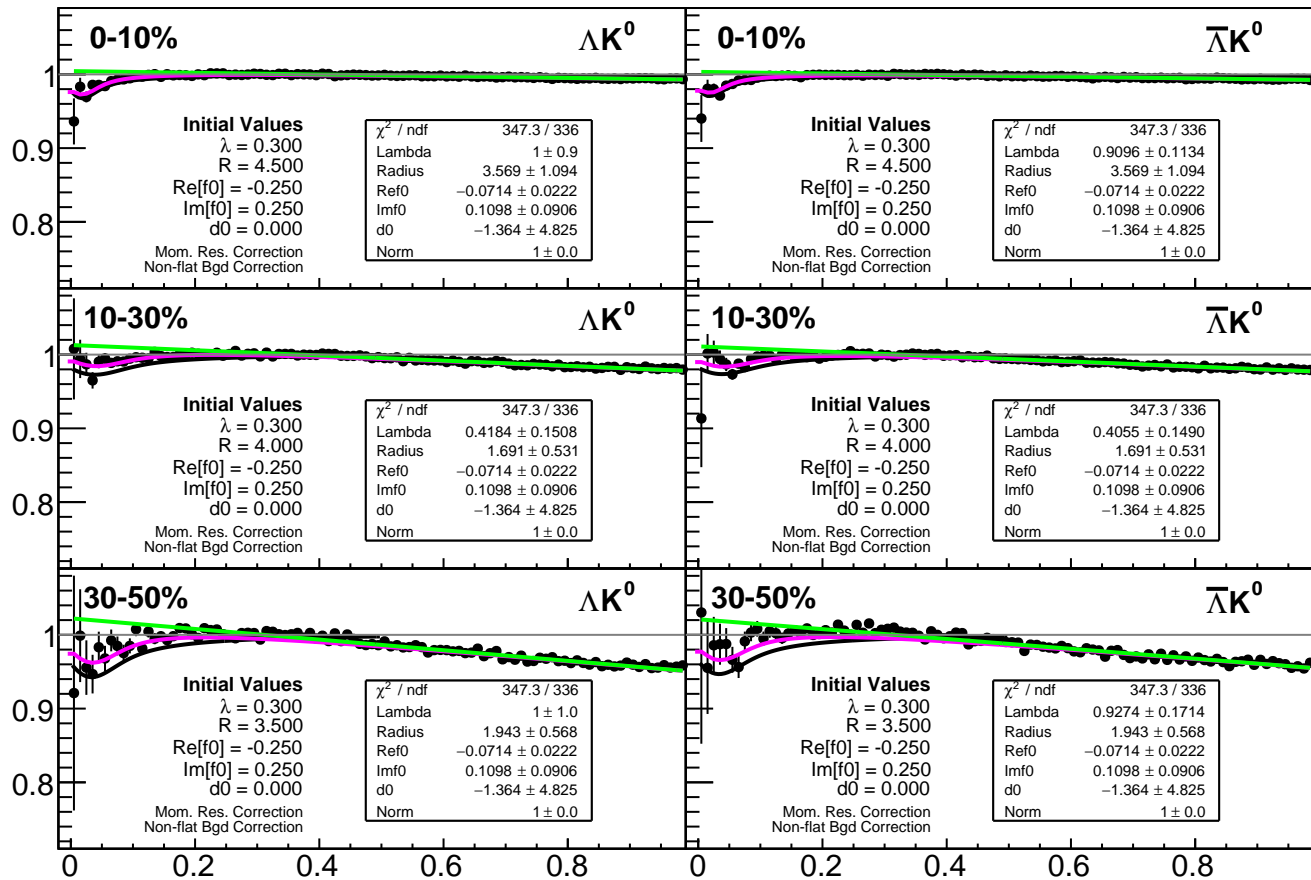 0-10% ΛK⁰
1
0.9
0.8
Initial Values
λ = 0.300
R = 4.500
Re[f0] = -0.250
Im[f0] = 0.250
d0 = 0.000
Mom. Res. Correction
Non-flat Bgd Correction
χ² / ndf 347.3 / 336
Lambda 1 ± 0.9
Radius 3.569 ± 1.094
Ref0 −0.0714 ± 0.0222
Imf0 0.1098 ± 0.0906
d0 −1.364 ± 4.825
Norm 1 ± 0.0
0-10% Λ̅K⁰
Initial Values
λ = 0.300
R = 4.500
Re[f0] = -0.250
Im[f0] = 0.250
d0 = 0.000
Mom. Res. Correction
Non-flat Bgd Correction
χ² / ndf 347.3 / 336
Lambda 0.9096 ± 0.1134
Radius 3.569 ± 1.094
Ref0 −0.0714 ± 0.0222
Imf0 0.1098 ± 0.0906
d0 −1.364 ± 4.825
Norm 1 ± 0.0
10-30% ΛK⁰
1
0.9
0.8
Initial Values
λ = 0.300
R = 4.000
Re[f0] = -0.250
Im[f0] = 0.250
d0 = 0.000
Mom. Res. Correction
Non-flat Bgd Correction
χ² / ndf 347.3 / 336
Lambda 0.4184 ± 0.1508
Radius 1.691 ± 0.531
Ref0 −0.0714 ± 0.0222
Imf0 0.1098 ± 0.0906
d0 −1.364 ± 4.825
Norm 1 ± 0.0
10-30% Λ̅K⁰
Initial Values
λ = 0.300
R = 4.000
Re[f0] = -0.250
Im[f0] = 0.250
d0 = 0.000
Mom. Res. Correction
Non-flat Bgd Correction
χ² / ndf 347.3 / 336
Lambda 0.4055 ± 0.1490
Radius 1.691 ± 0.531
Ref0 −0.0714 ± 0.0222
Imf0 0.1098 ± 0.0906
d0 −1.364 ± 4.825
Norm 1 ± 0.0
30-50% ΛK⁰
1
0.9
0.8
Initial Values
λ = 0.300
R = 3.500
Re[f0] = -0.250
Im[f0] = 0.250
d0 = 0.000
Mom. Res. Correction
Non-flat Bgd Correction
χ² / ndf 347.3 / 336
Lambda 1 ± 1.0
Radius 1.943 ± 0.568
Ref0 −0.0714 ± 0.0222
Imf0 0.1098 ± 0.0906
d0 −1.364 ± 4.825
Norm 1 ± 0.0
30-50% Λ̅K⁰
Initial Values
λ = 0.300
R = 3.500
Re[f0] = -0.250
Im[f0] = 0.250
d0 = 0.000
Mom. Res. Correction
Non-flat Bgd Correction
χ² / ndf 347.3 / 336
Lambda 0.9274 ± 0.1714
Radius 1.943 ± 0.568
Ref0 −0.0714 ± 0.0222
Imf0 0.1098 ± 0.0906
d0 −1.364 ± 4.825
Norm 1 ± 0.0
0 0.2 0.4 0.6 0.8 0 0.2 0.4 0.6 0.8